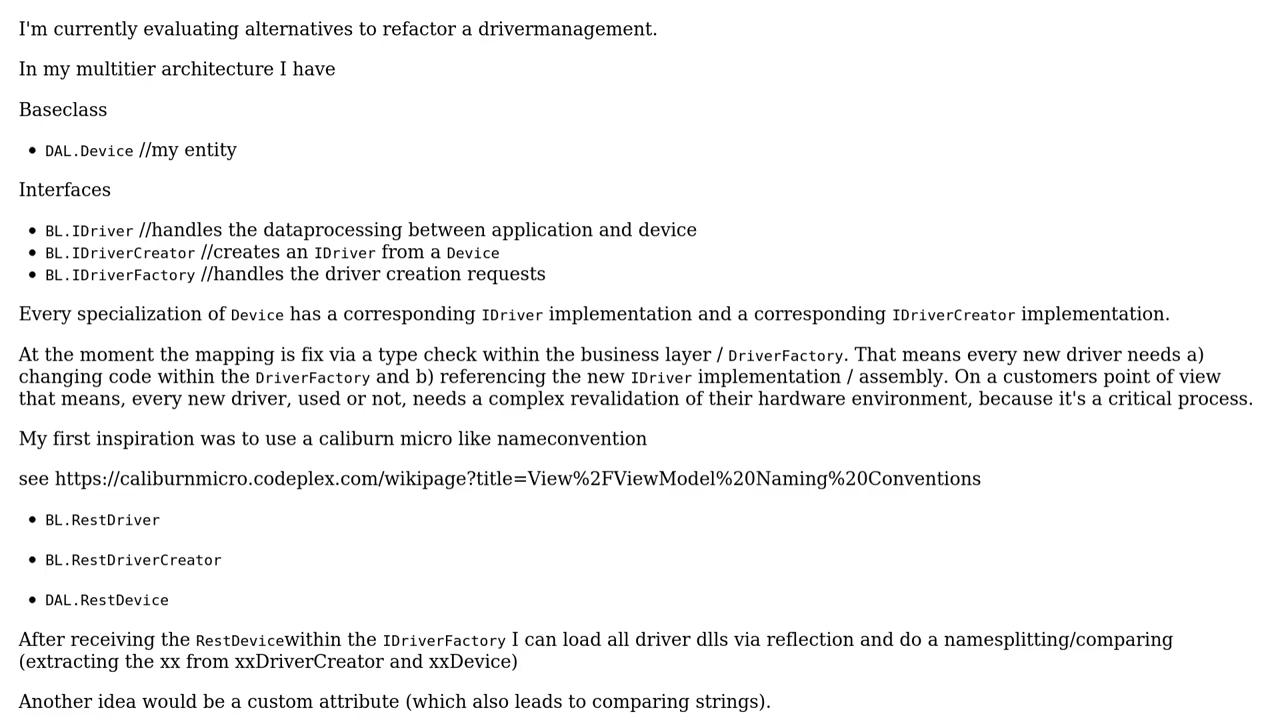 I'm currently evaluating alternatives to refactor a drivermanagement.
In my multitier architecture I have
Baseclass
• DAL.Device //my entity
Interfaces
• BL.IDriver //handles the dataprocessing between application and device
• BL.IDriverCreator //creates an IDriver from a Device
• BL.IDriverFactory //handles the driver creation requests
Every specialization of Device has a corresponding IDriver implementation and a corresponding IDriverCreator implementation.
At the moment the mapping is fix via a type check within the business layer / DriverFactory. That means every new driver needs a)
changing code within the DriverFactory and b) referencing the new IDriver implementation / assembly. On a customers point of view
that means, every new driver, used or not, needs a complex revalidation of their hardware environment, because it's a critical process.
My first inspiration was to use a caliburn micro like nameconvention
see https://caliburnmicro.codeplex.com/wikipage?title=View%2FViewModel%20Naming%20Conventions
• BL.RestDriver
• BL.RestDriverCreator
• DAL.RestDevice
After receiving the RestDevicewithin the IDriverFactory I can load all driver dlls via reflection and do a namesplitting/comparing
(extracting the xx from xxDriverCreator and xxDevice)
Another idea would be a custom attribute (which also leads to comparing strings).